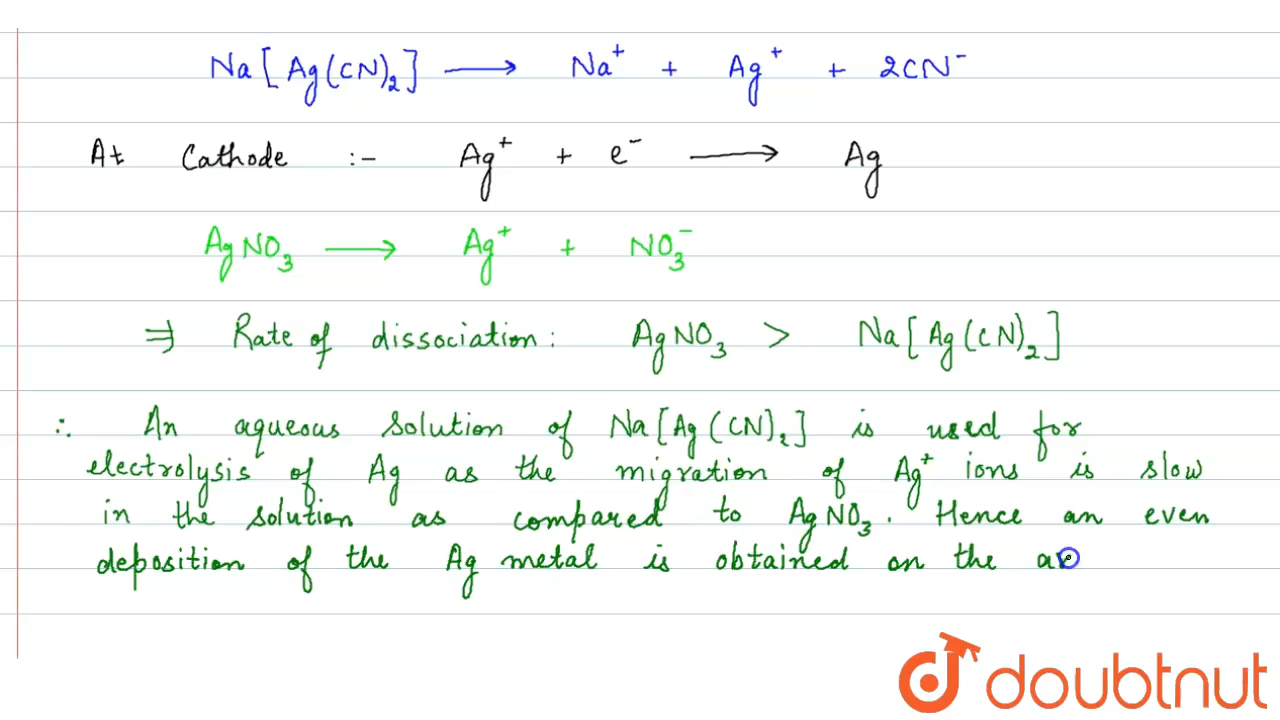 Na[Ag(CN)₂] ⟶ Na⁺ + Ag⁺ + 2CN⁻
At Cathode :- Ag⁺ + e⁻ ⟶ Ag
AgNO₃ ⟶ Ag⁺ + NO₃⁻
⇒ Rate of dissociation: AgNO₃ > Na[Ag(CN)₂]
∴ An aqueous solution of Na[Ag(CN)₂] is used for
electrolysis of Ag as the migration of Ag⁺ ions is slow
in the solution as compared to AgNO₃. Hence an even
deposition of the Ag metal is obtained on the
doubtnut